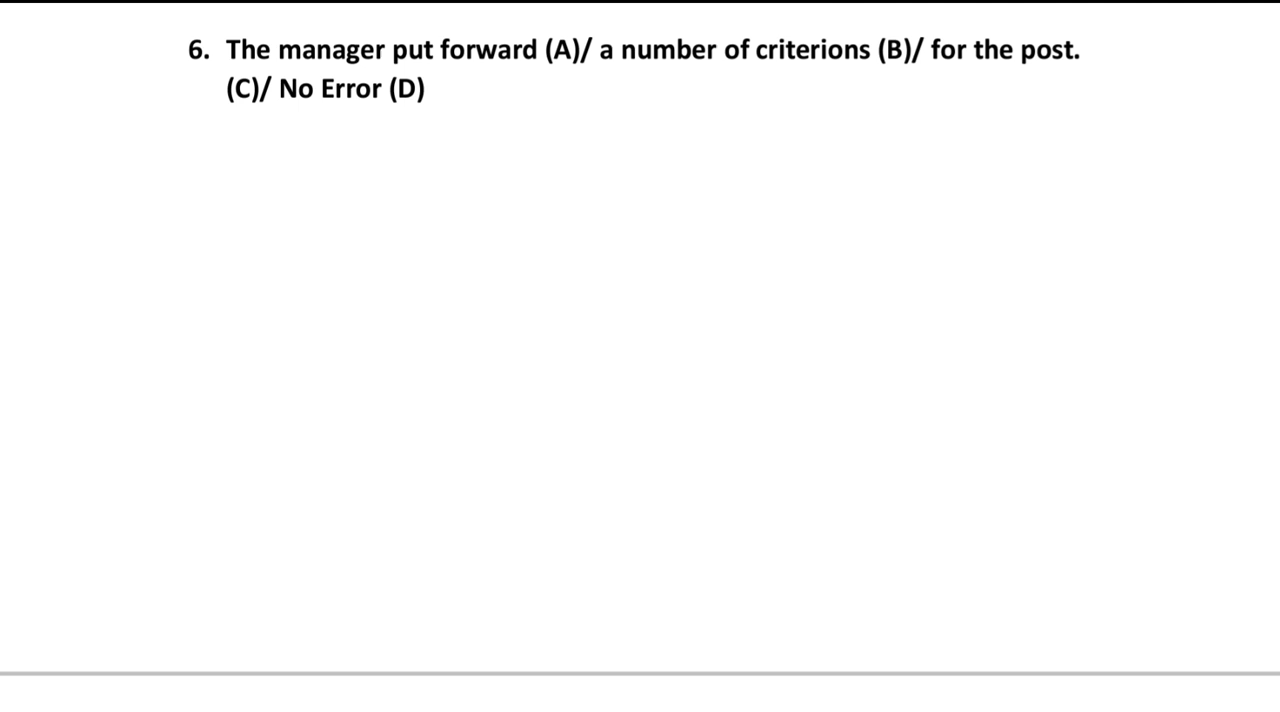 6. The manager put forward (A)/ a number of criterions (B)/ for the post.
(C)/ No Error (D)